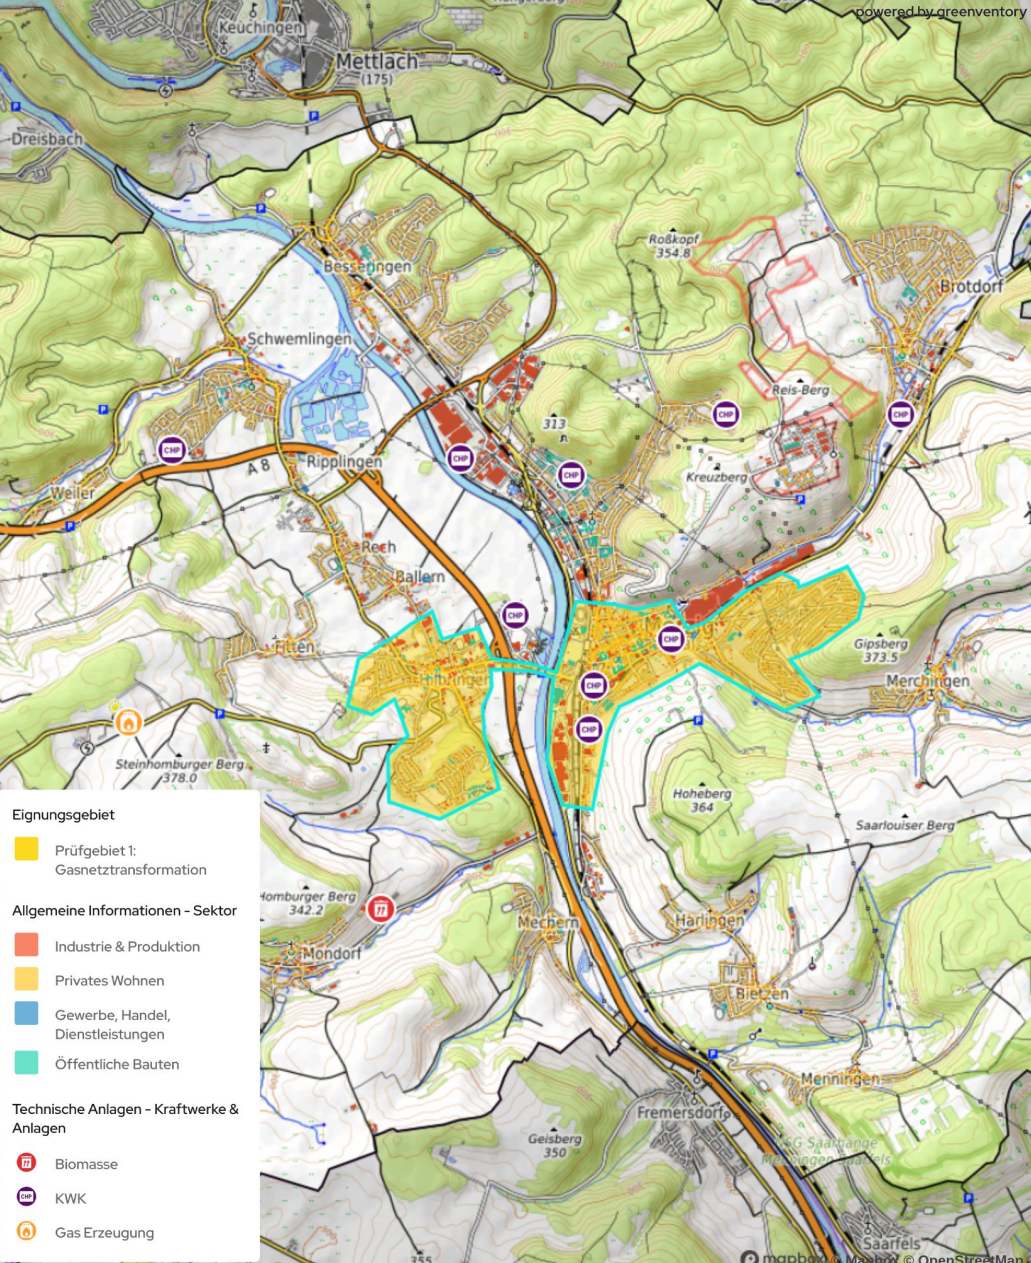 powered by greenventory
Keuchingen
Mettlach
(175)
Dreisbach
Roßkopf
354.8
Besseringen
Brotdorf
Schwemlingen
Reis-Berg
313
CHP
CHP
CHP
CHP
CHP
Ripplingen
A 8
Kreuzberg
Weiler
Rech
Ballern
CHP
CHP
Fitten
Gipsberg
373.5
Merchingen
CHP
CHP
Steinhomburger Berg
378.0
Hoheberg
364
Saarlouiser Berg
Eignungsgebiet
Prüfgebiet 1:
Gasnetztransformation
Allgemeine Informationen - Sektor
Industrie & Produktion
Privates Wohnen
Gewerbe, Handel,
Dienstleistungen
Öffentliche Bauten
Technische Anlagen - Kraftwerke &
Anlagen
Biomasse
CHP
KWK
Gas Erzeugung
Homburger Berg
342.2
Mechern
Harlingen
Mondorf
Bietzen
Menningen
Fremersdorf
Geisberg
350
Saarfels
355
mapbox © Mapbox © OpenStreetMap